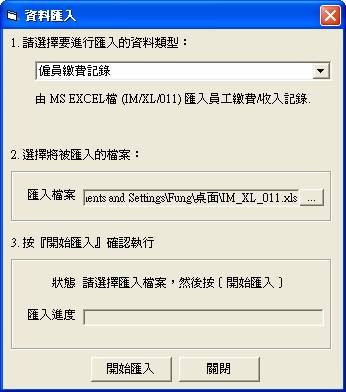 資料匯入
1. 請選擇要進行匯入的資料類型：
僱員繳費記錄
由 MS EXCEL檔 (IM/XL/011) 匯入員工繳費/收入記錄.
2. 選擇將被匯入的檔案：
匯入檔案 ents and Settings\Fung\桌面\IM_XL_011.xls ...
3. 按『開始匯入』確認執行
狀態 請選擇匯入檔案，然後按〔開始匯入〕
匯入進度
開始匯入 關閉